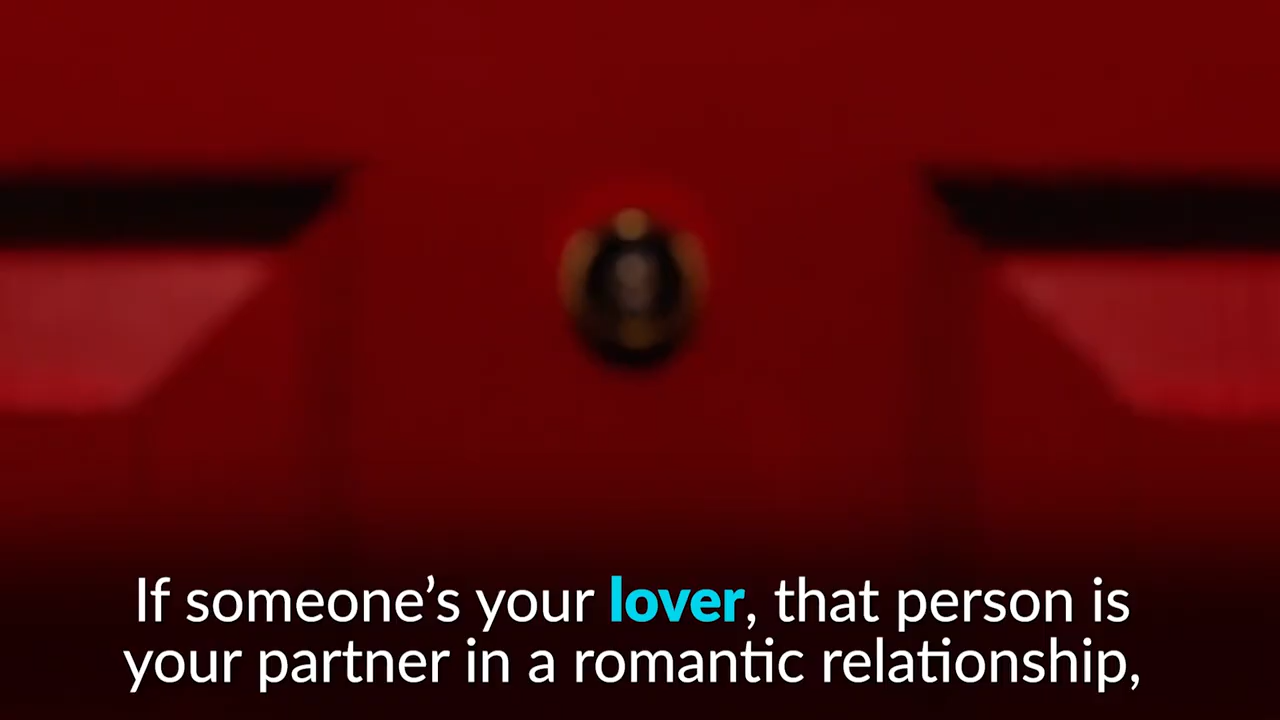 If someone’s your lover, that person is
your partner in a romantic relationship,